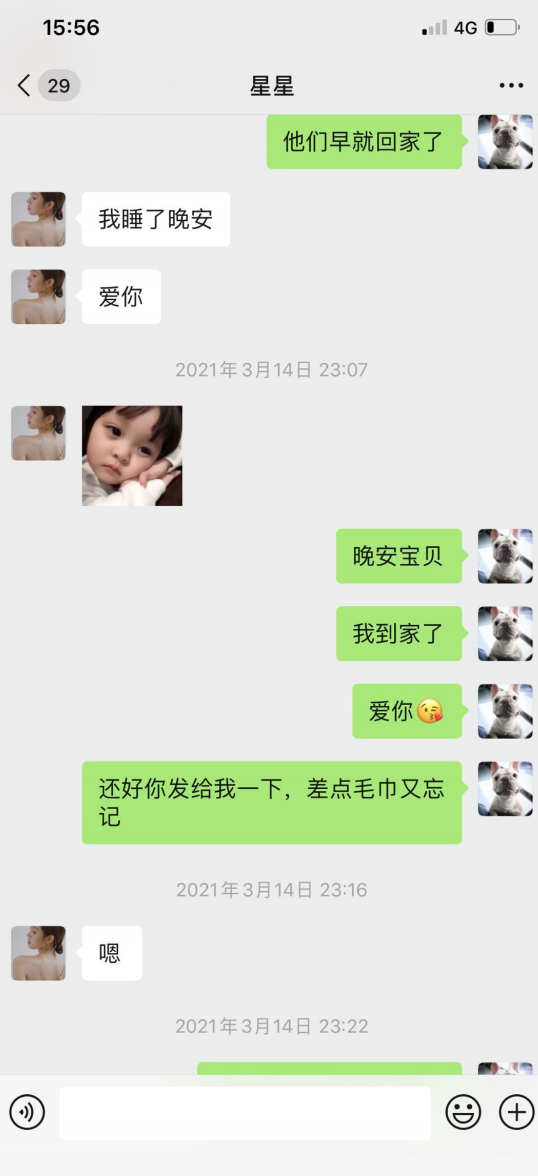 15:56
4G
29
星星
他们早就回家了
我睡了晚安
爱你
2021年3月14日 23:07
晚安宝贝
我到家了
爱你😘
还好你发给我一下，差点毛巾又忘
记
2021年3月14日 23:16
嗯
2021年3月14日 23:22